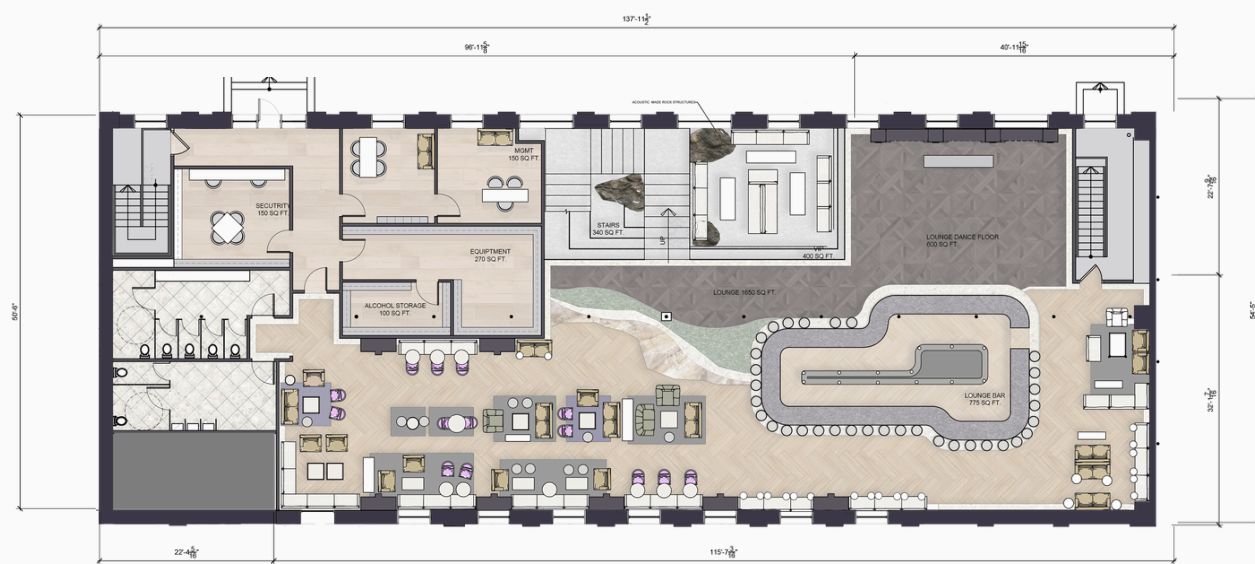 137'-11 1/2"
96'-11 5/8"
40'-11 15/16"
ACOUSTIC -MADE ROCK STRUCTURES
MGMT
150 SQ FT.
SECUTRITY
150 SQ FT.
STAIRS
340 SQ FT.
UP
VIP
400 SQ FT.
LOUNGE DANCE FLOOR
600 SQ FT.
EQUIPTMENT
270 SQ FT.
LOUNGE 1650 SQ FT.
ALCOHOL STORAGE
100 SQ FT.
LOUNGE BAR
775 SQ FT.
50'-6"
54'-5"
22'-4 5/16"
115'-7 3/16"